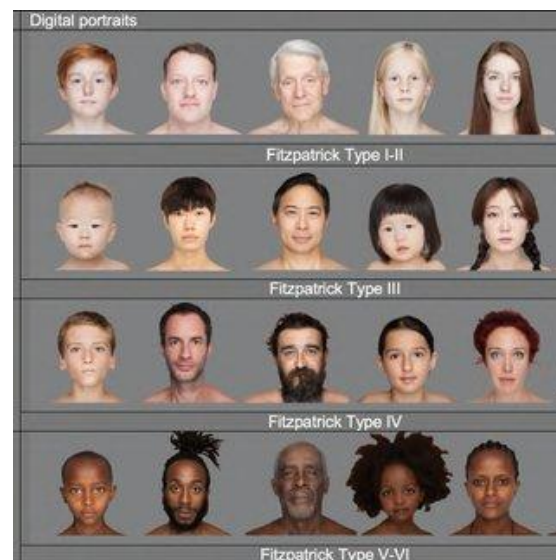 Digital portraits
Fitzpatrick Type I-II
Fitzpatrick Type III
Fitzpatrick Type IV
Fitzpatrick Type V-VI